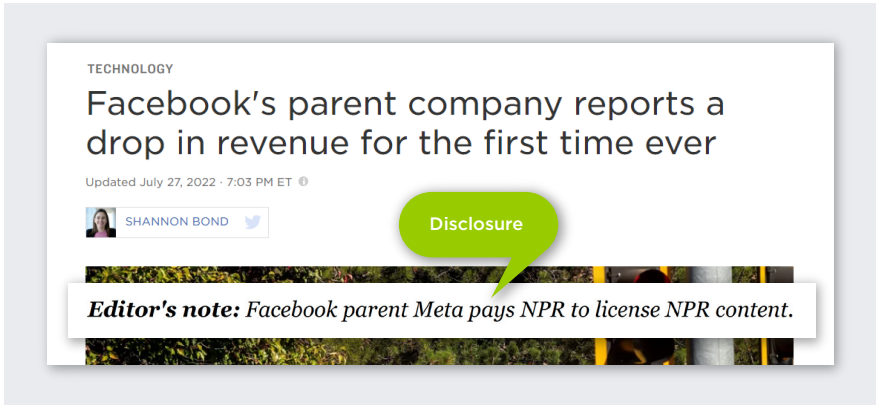 TECHNOLOGY
Facebook's parent company reports a
drop in revenue for the first time ever
Updated July 27, 2022 · 7:03 PM ET
SHANNON BOND
Disclosure
Editor's note: Facebook parent Meta pays NPR to license NPR content.